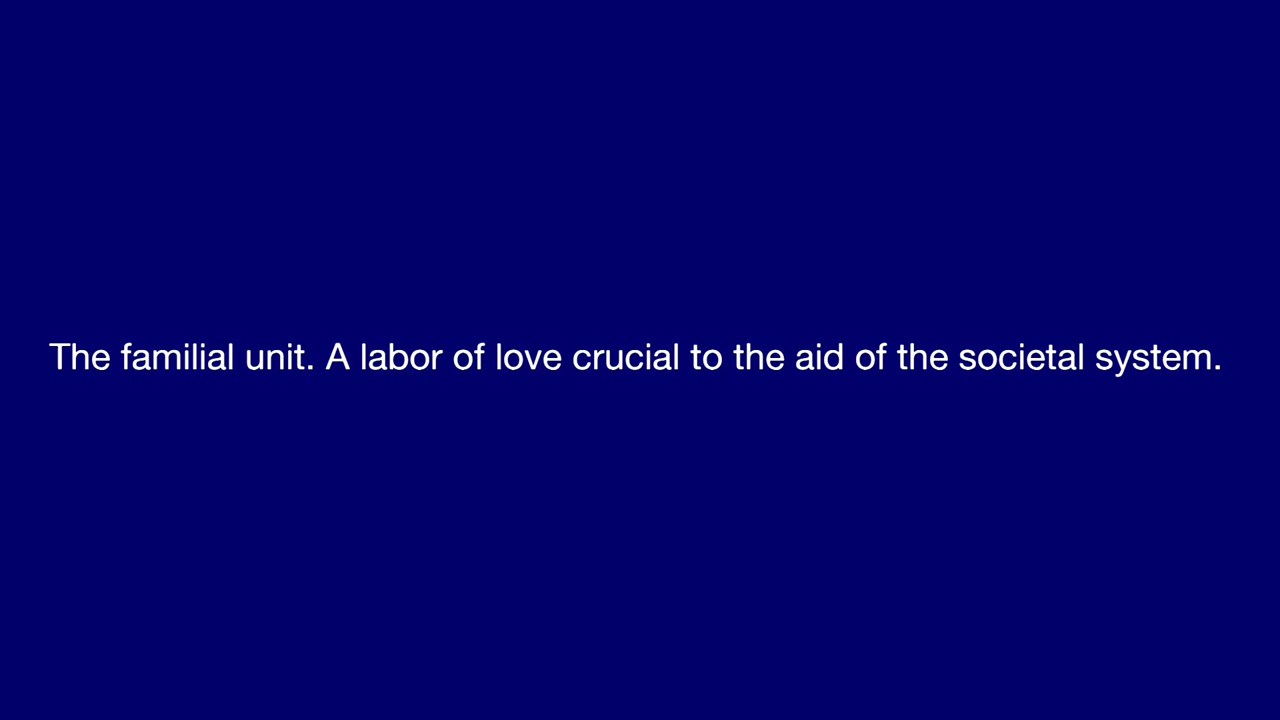 The familial unit. A labor of love crucial to the aid of the societal system.